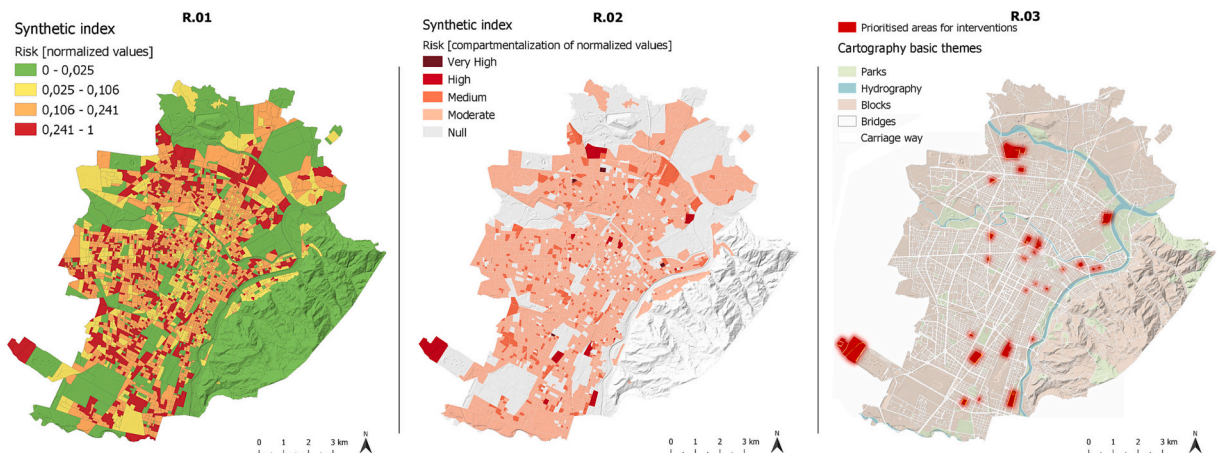 R.01
Synthetic index
Risk [normalized values]
0 - 0,025
0,025 - 0,106
0,106 - 0,241
0,241 - 1
0 1 2 3 km
N
R.02
Synthetic index
Risk [compartmentalization of normalized values]
Very High
High
Medium
Moderate
Null
0 1 2 3 km
N
R.03
Prioritised areas for interventions
Cartography basic themes
Parks
Hydrography
Blocks
Bridges
Carriage way
0 1 2 3 km
N